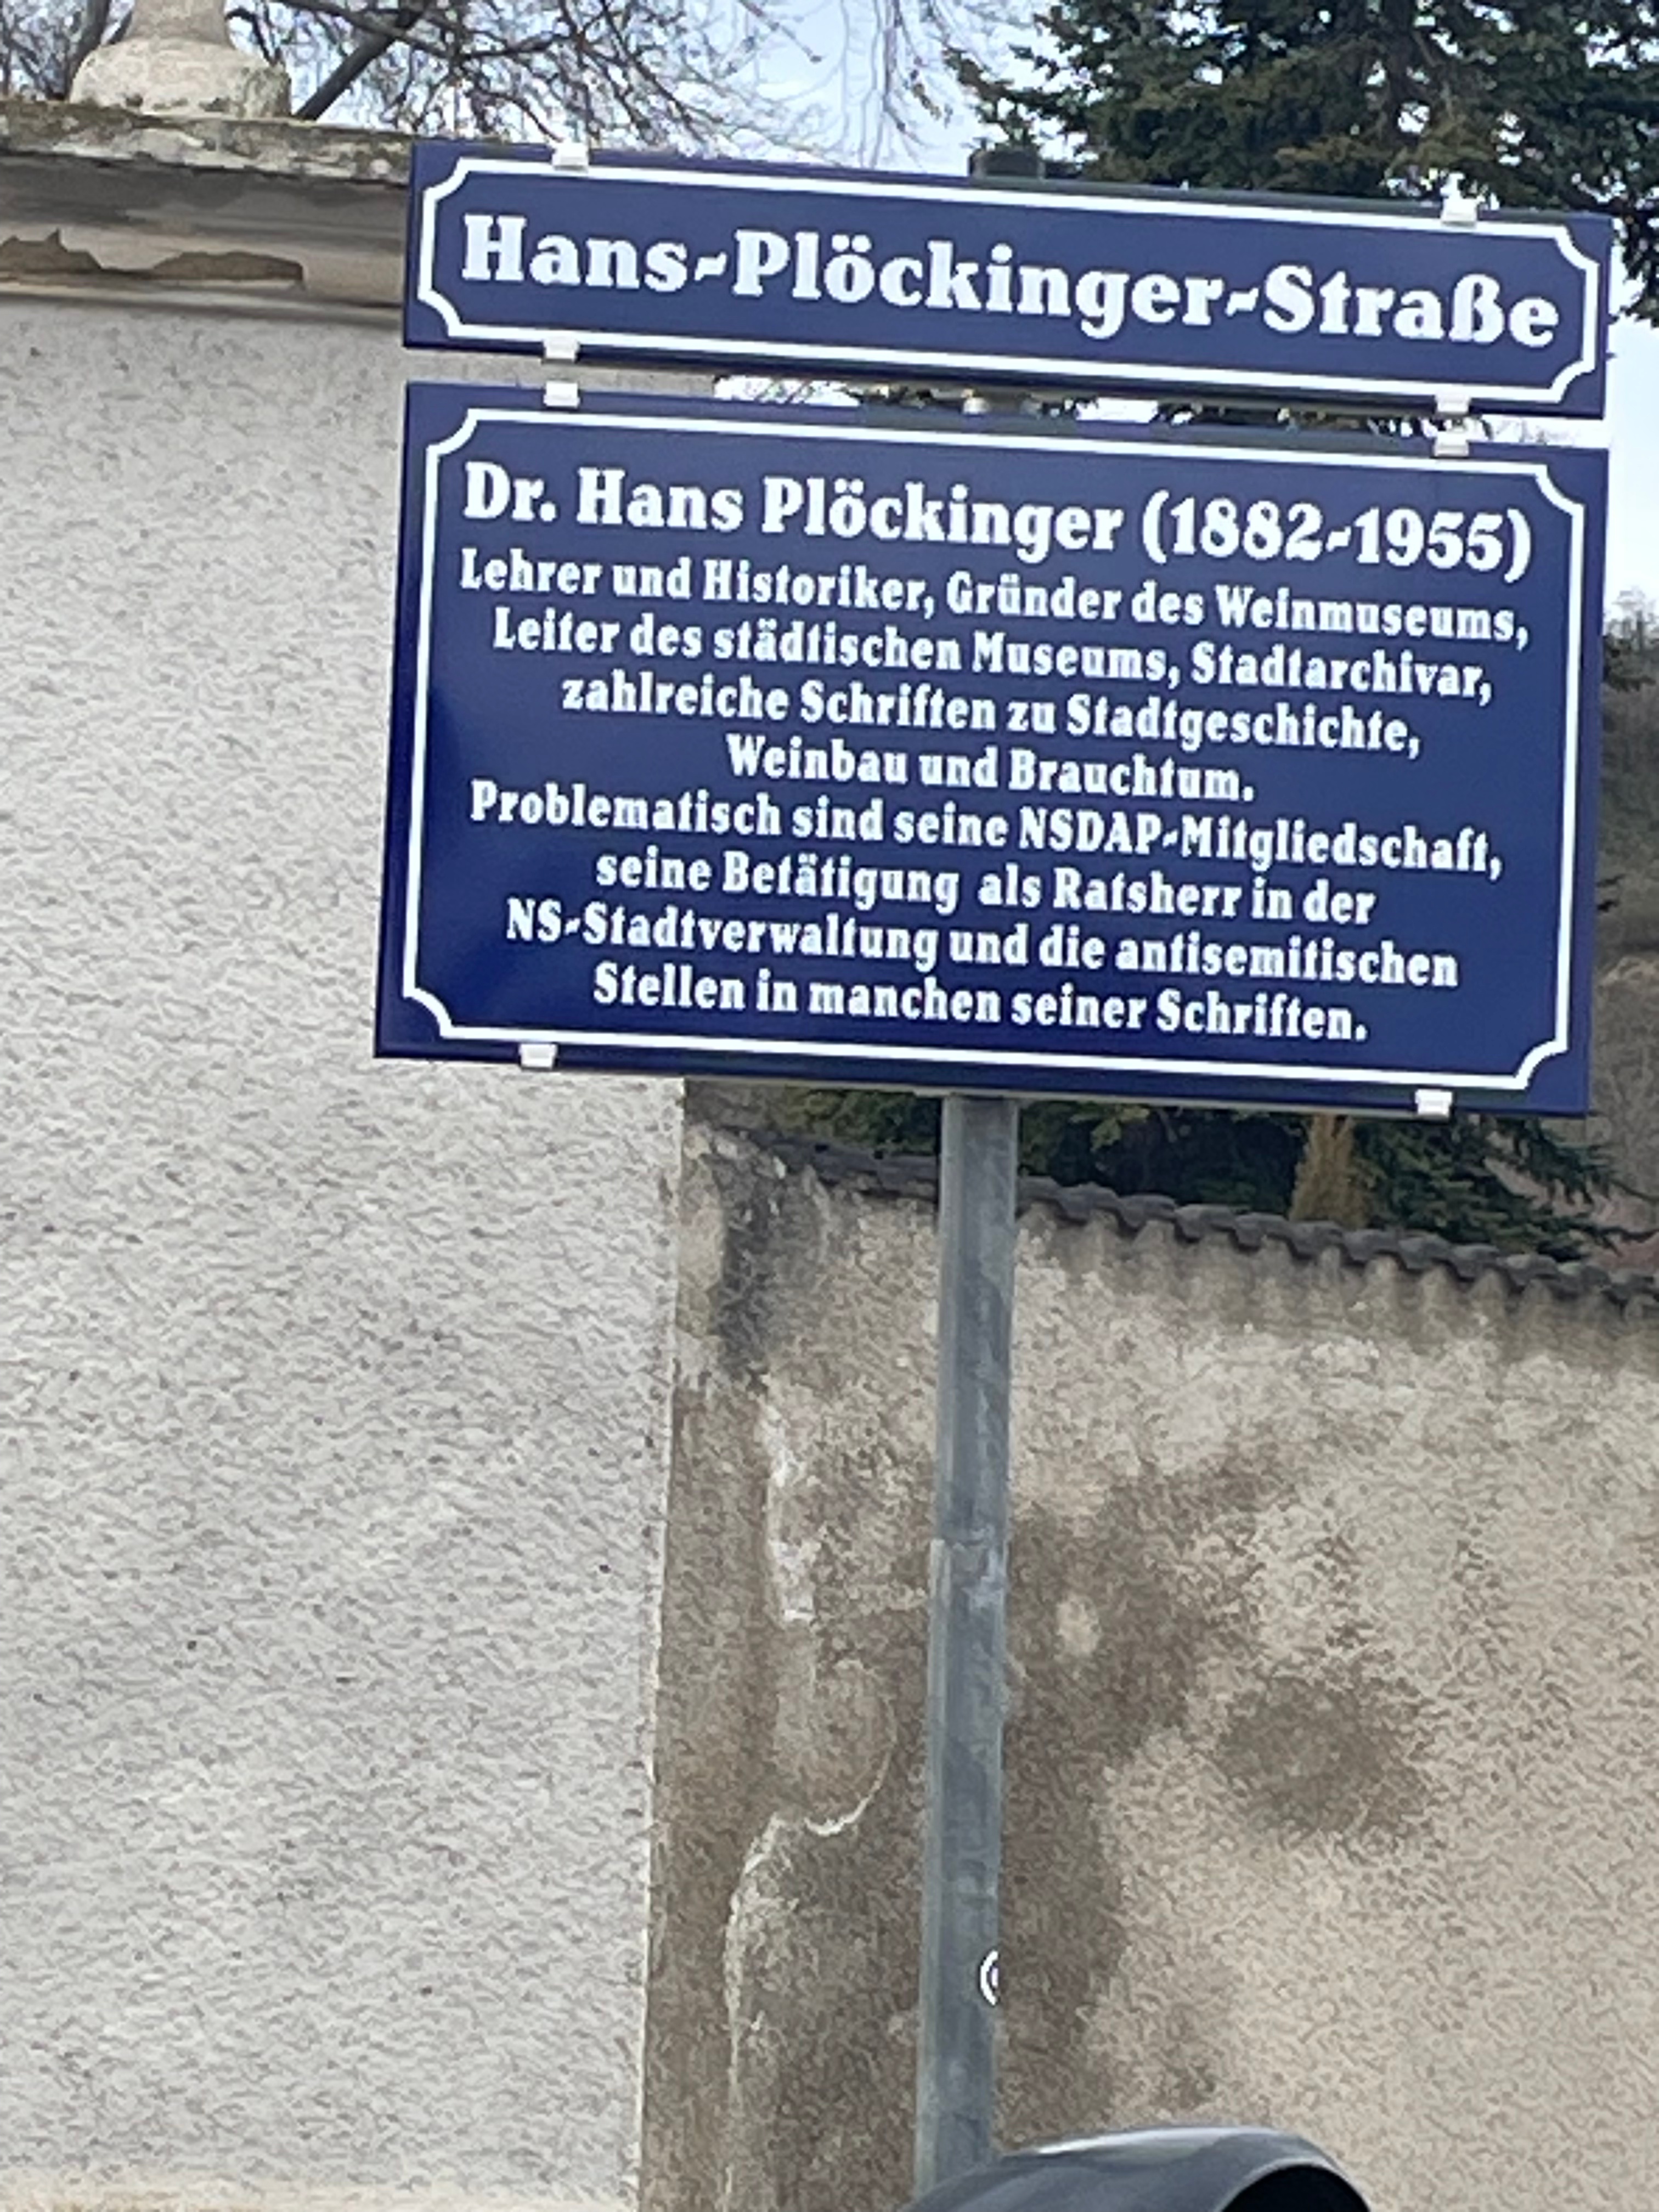 Hans-Plöckinger-Straße
Dr. Hans Plöckinger (1882-1955)
Lehrer und Historiker, Gründer des Weinmuseums,
Leiter des städtischen Museums, Stadtarchivar,
zahlreiche Schriften zu Stadtgeschichte,
Weinbau und Brauchtum.
Problematisch sind seine NSDAP-Mitgliedschaft,
seine Betätigung als Ratsherr in der
NS-Stadtverwaltung und die antisemitischen
Stellen in manchen seiner Schriften.